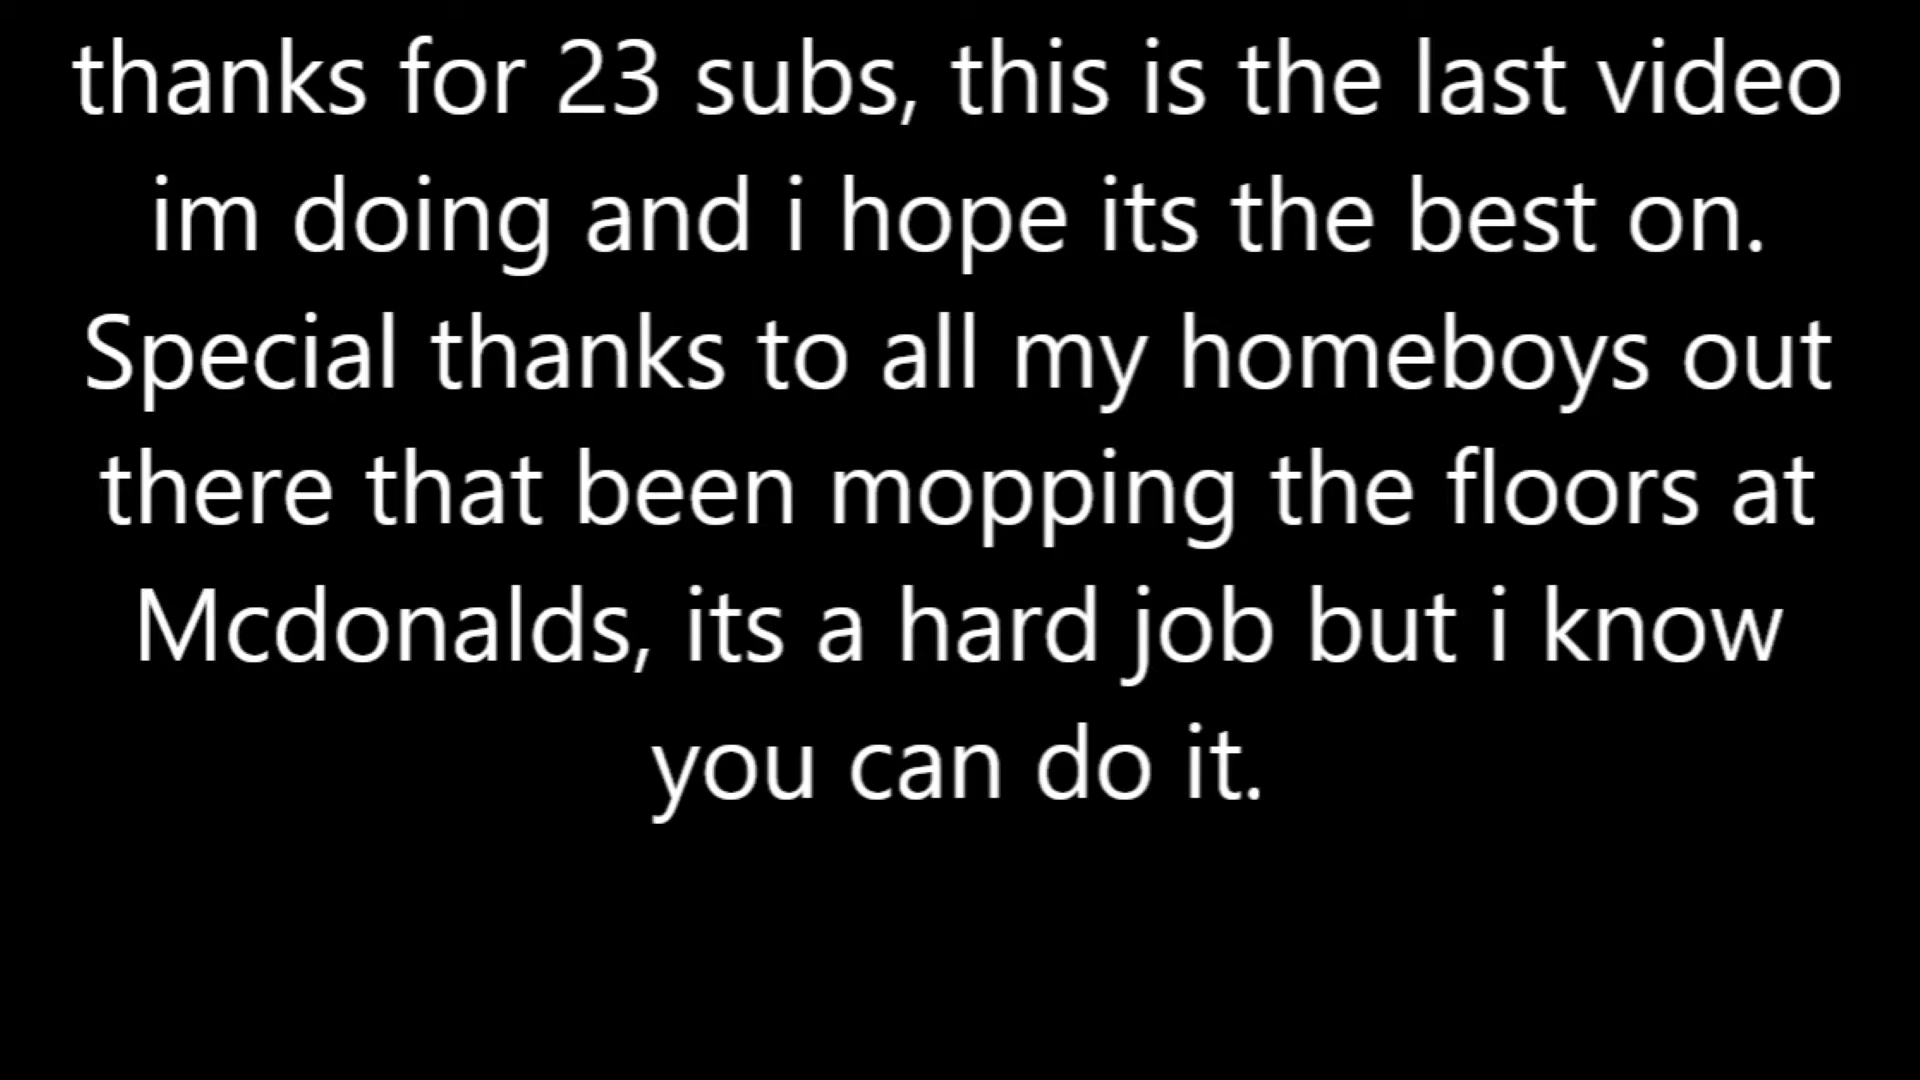 thanks for 23 subs, this is the last video
im doing and i hope its the best on.
Special thanks to all my homeboys out
there that been mopping the floors at
Mcdonalds, its a hard job but i know
you can do it.